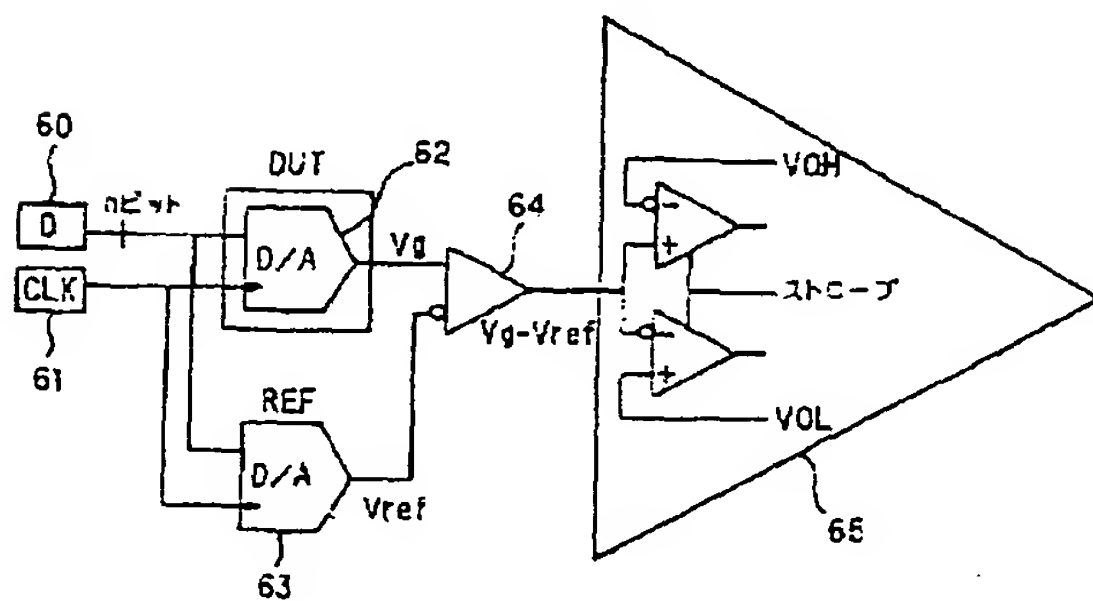 60
D
nビット
CLK
61
DUT
D/A
62
Vg
64
Vg-Vref
REF
D/A
Vref
63
VOH
-
+
ストローブ
-
+
VOL
65